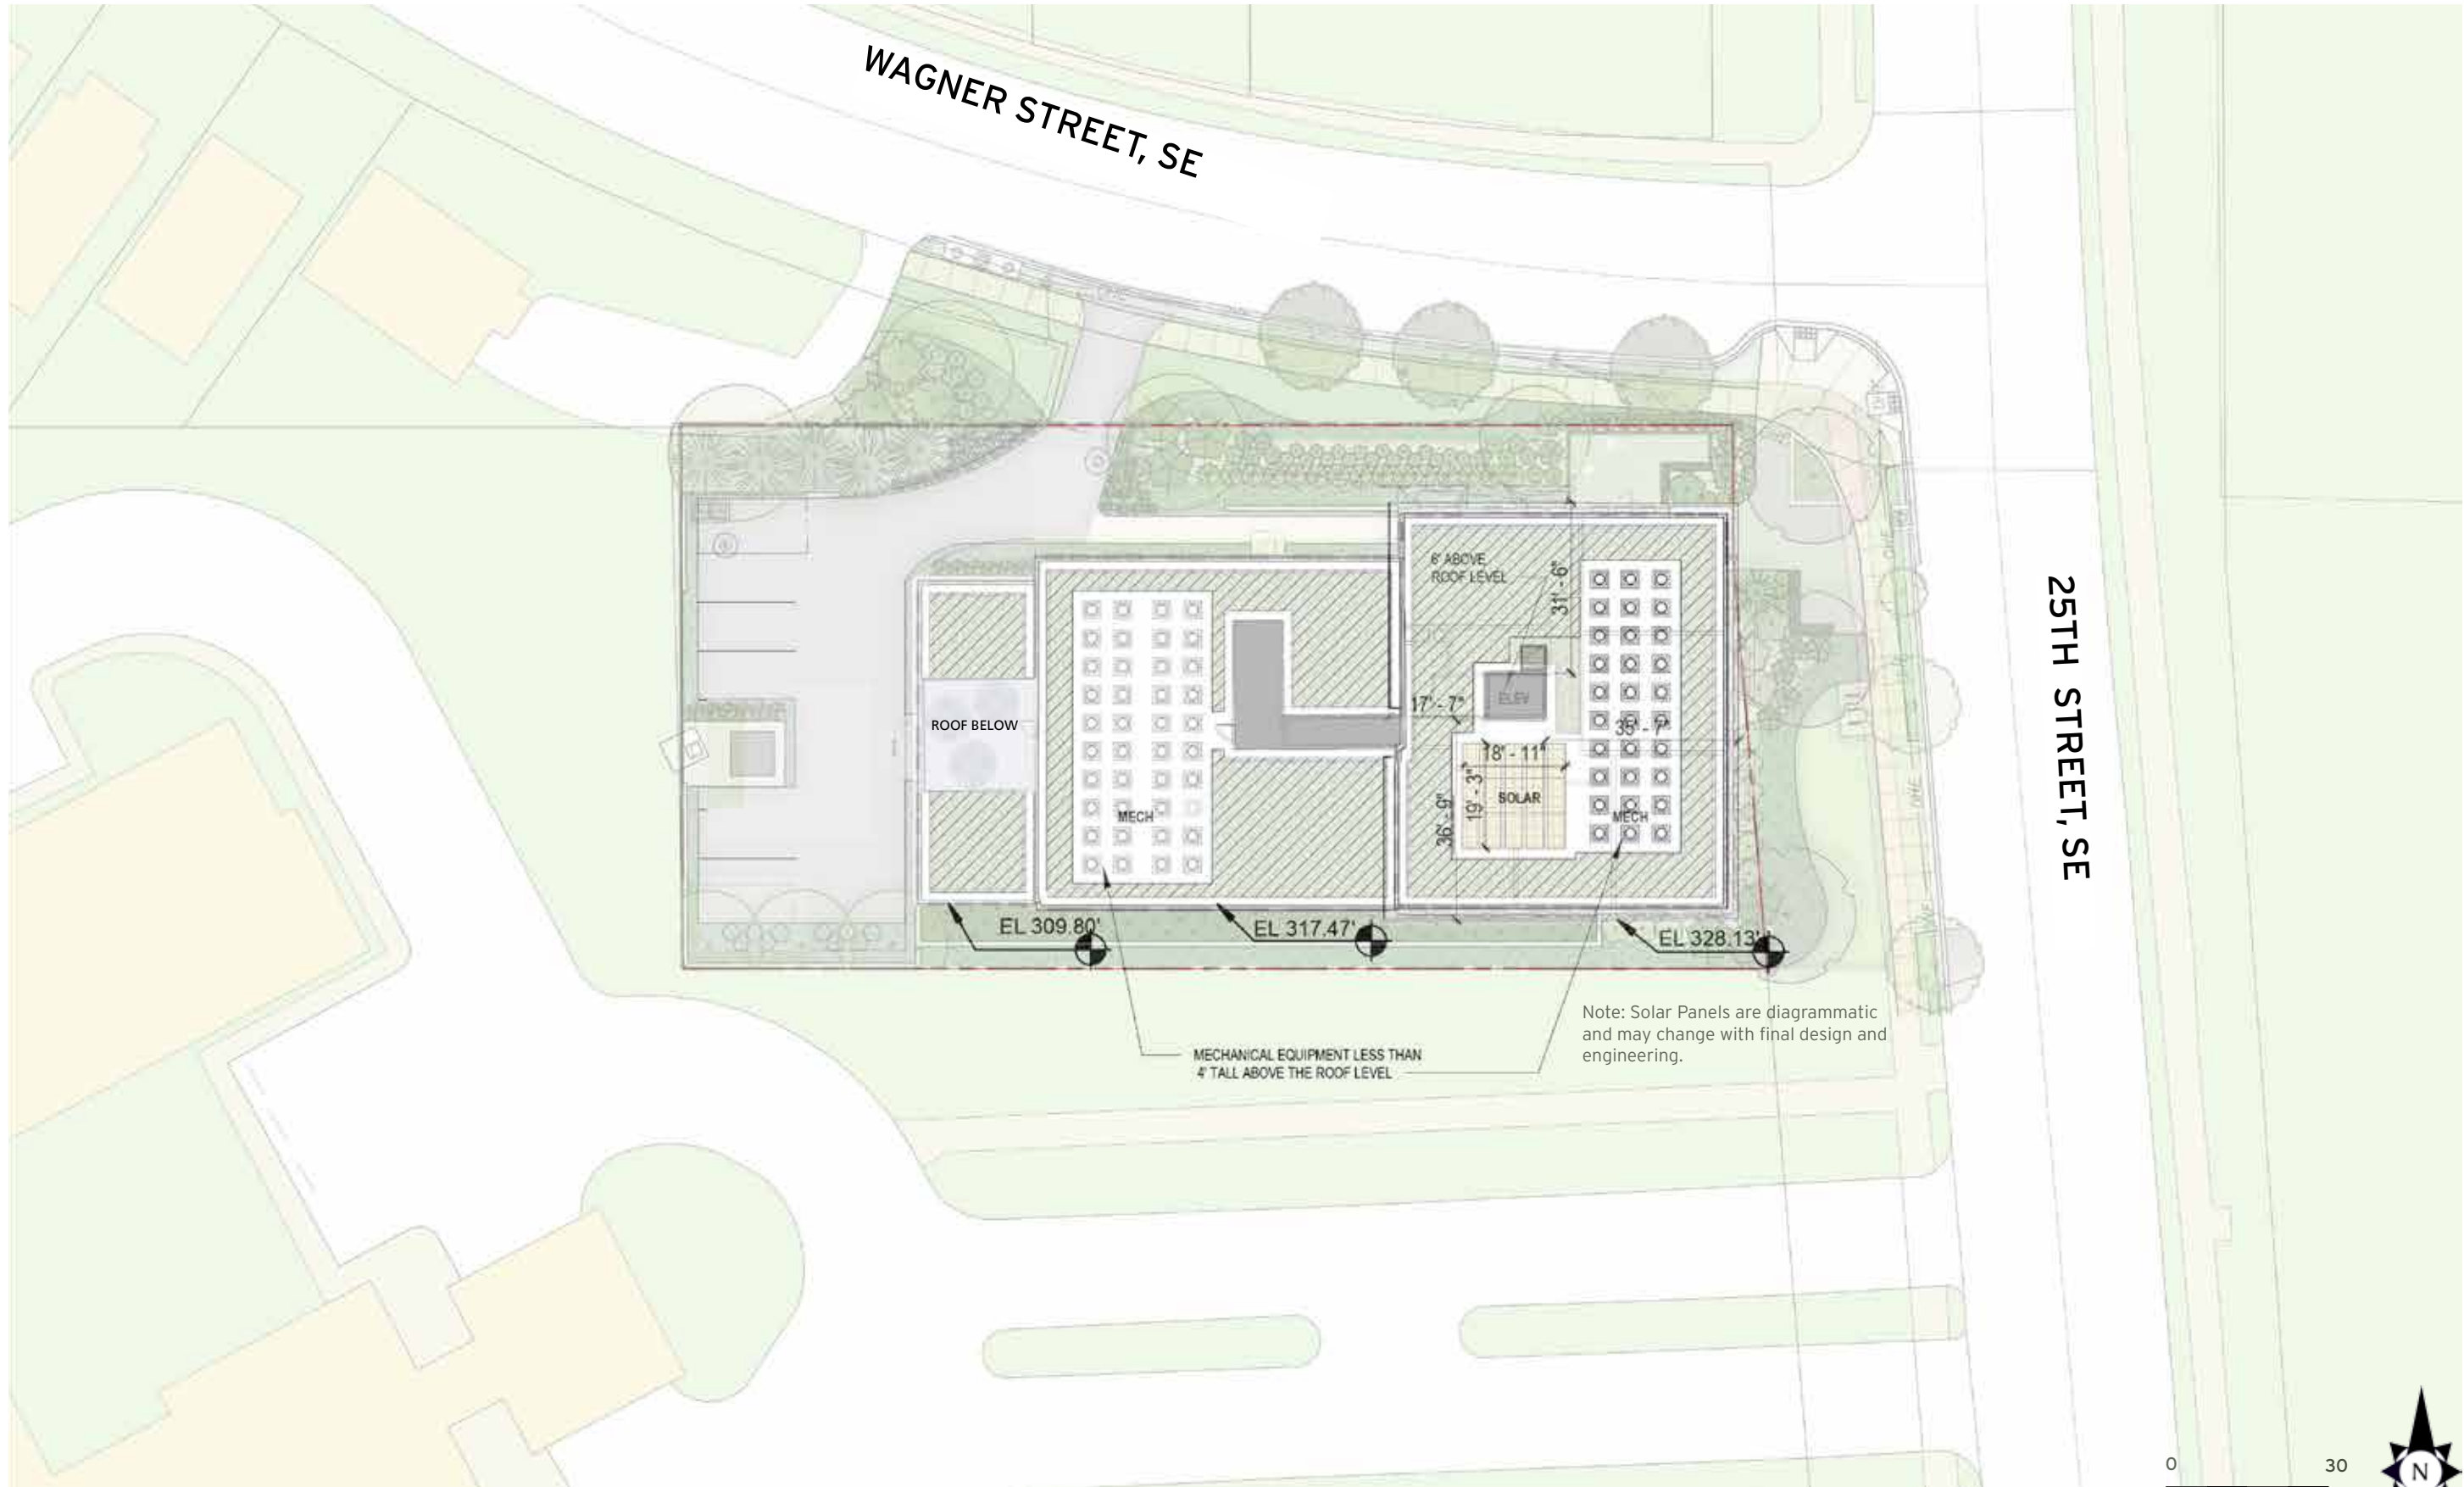 WAGNER STREET, SE
25TH STREET, SE
6' ABOVE
ROOF LEVEL
31' - 6"
ELEV
17' - 7"
35' - 7"
18' - 11"
19' - 3"
36' - 9"
SOLAR
ROOF BELOW
MECH
MECH
EL 309.80'
EL 317.47'
EL 328.13'
MECHANICAL EQUIPMENT LESS THAN
4' TALL ABOVE THE ROOF LEVEL
Note: Solar Panels are diagrammatic
and may change with final design and
engineering.
OHE
OHE
0
30
N